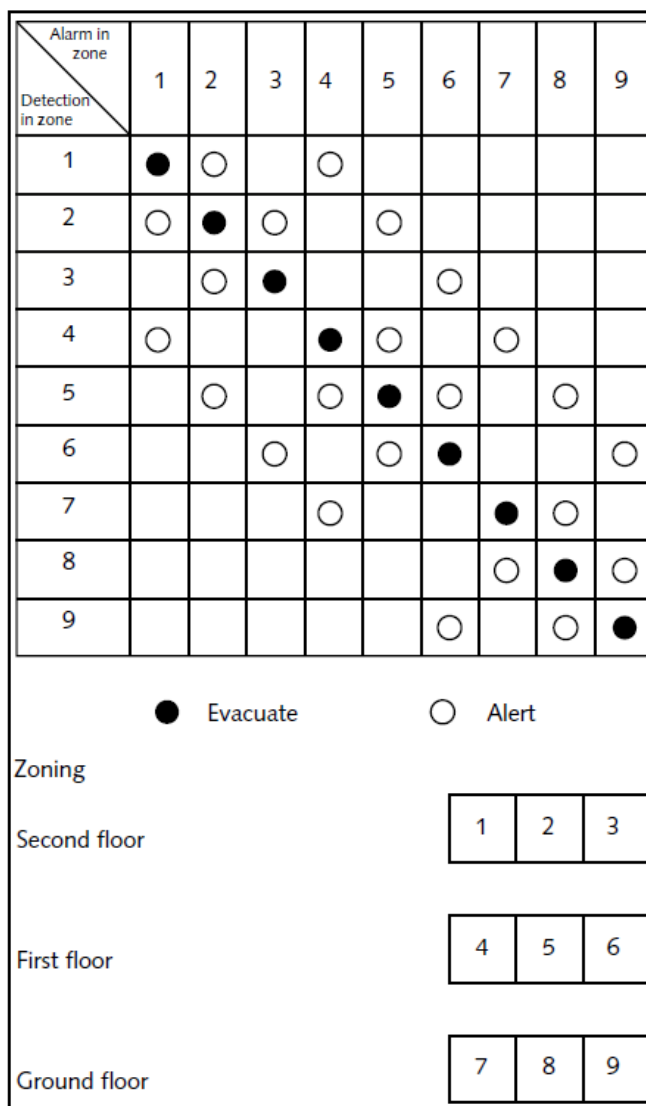 Alarm in
zone
Detection
in zone
1 2 3 4 5 6 7 8 9
1
2
3
4
5
6
7
8
9
Evacuate Alert
Zoning
Second floor 1 2 3
First floor 4 5 6
Ground floor 7 8 9